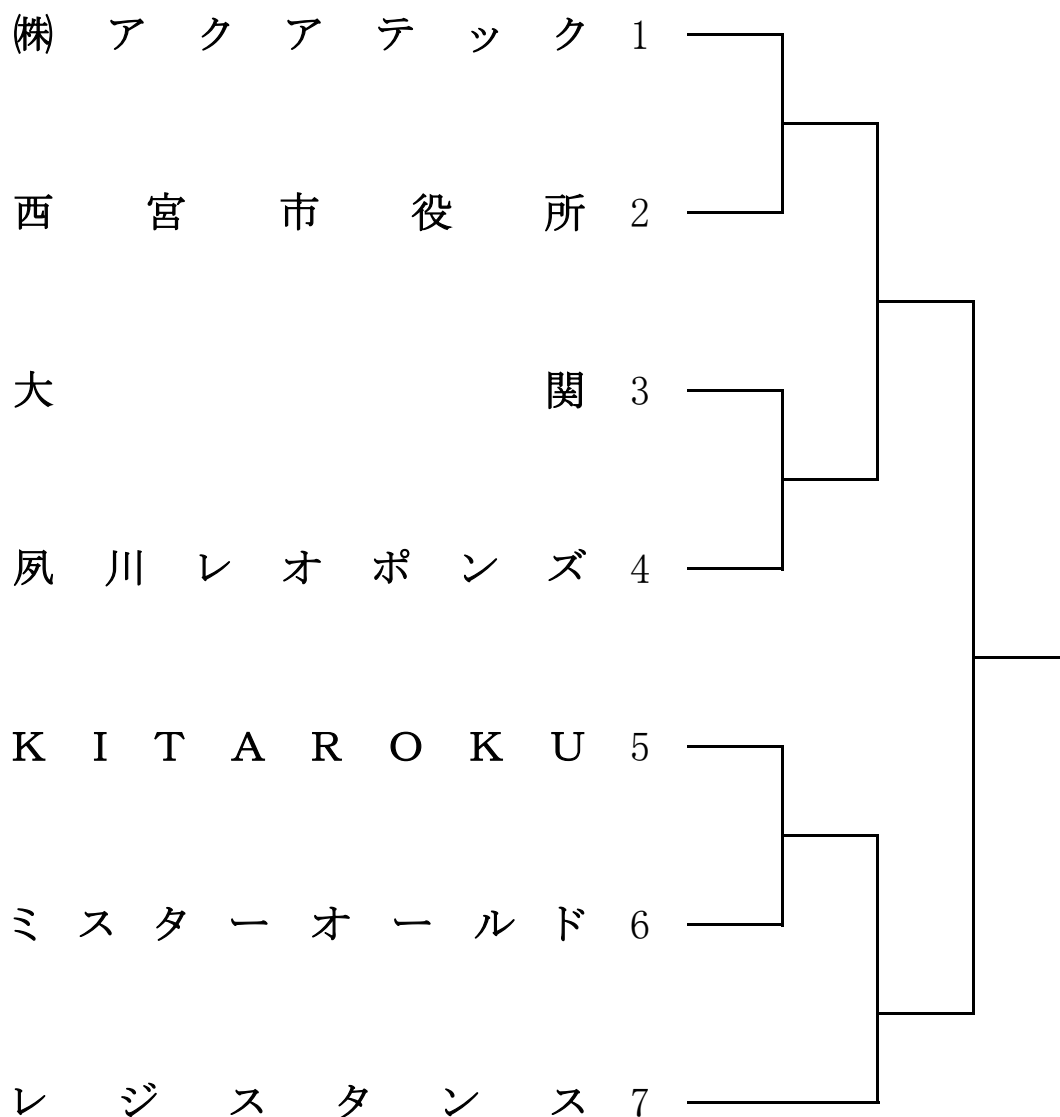 ㈱アクアテック 1
西宮市役所 2
大関 3
夙川レオポンズ 4
KITAROKU 5
ミスターオールド 6
レジスタンス 7